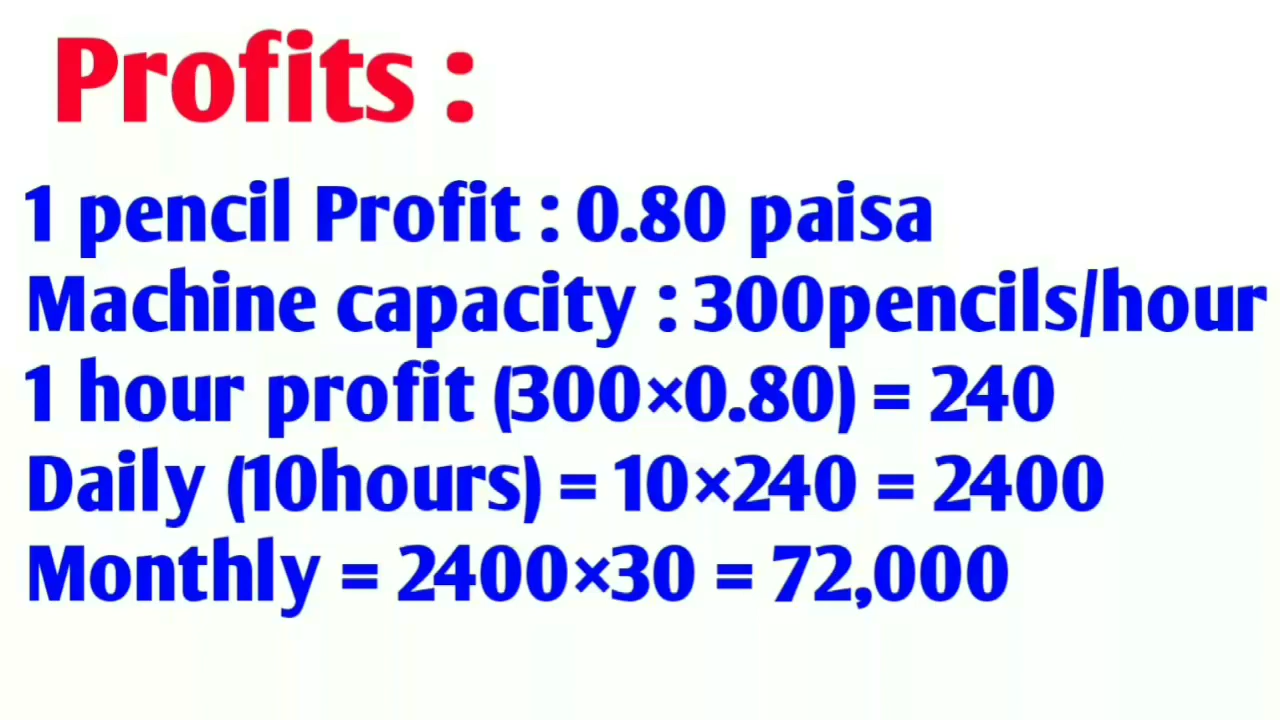 Profits :
1 pencil Profit : 0.80 paisa
Machine capacity : 300pencils/hour
1 hour profit (300×0.80) = 240
Daily (10hours) = 10×240 = 2400
Monthly = 2400×30 = 72,000